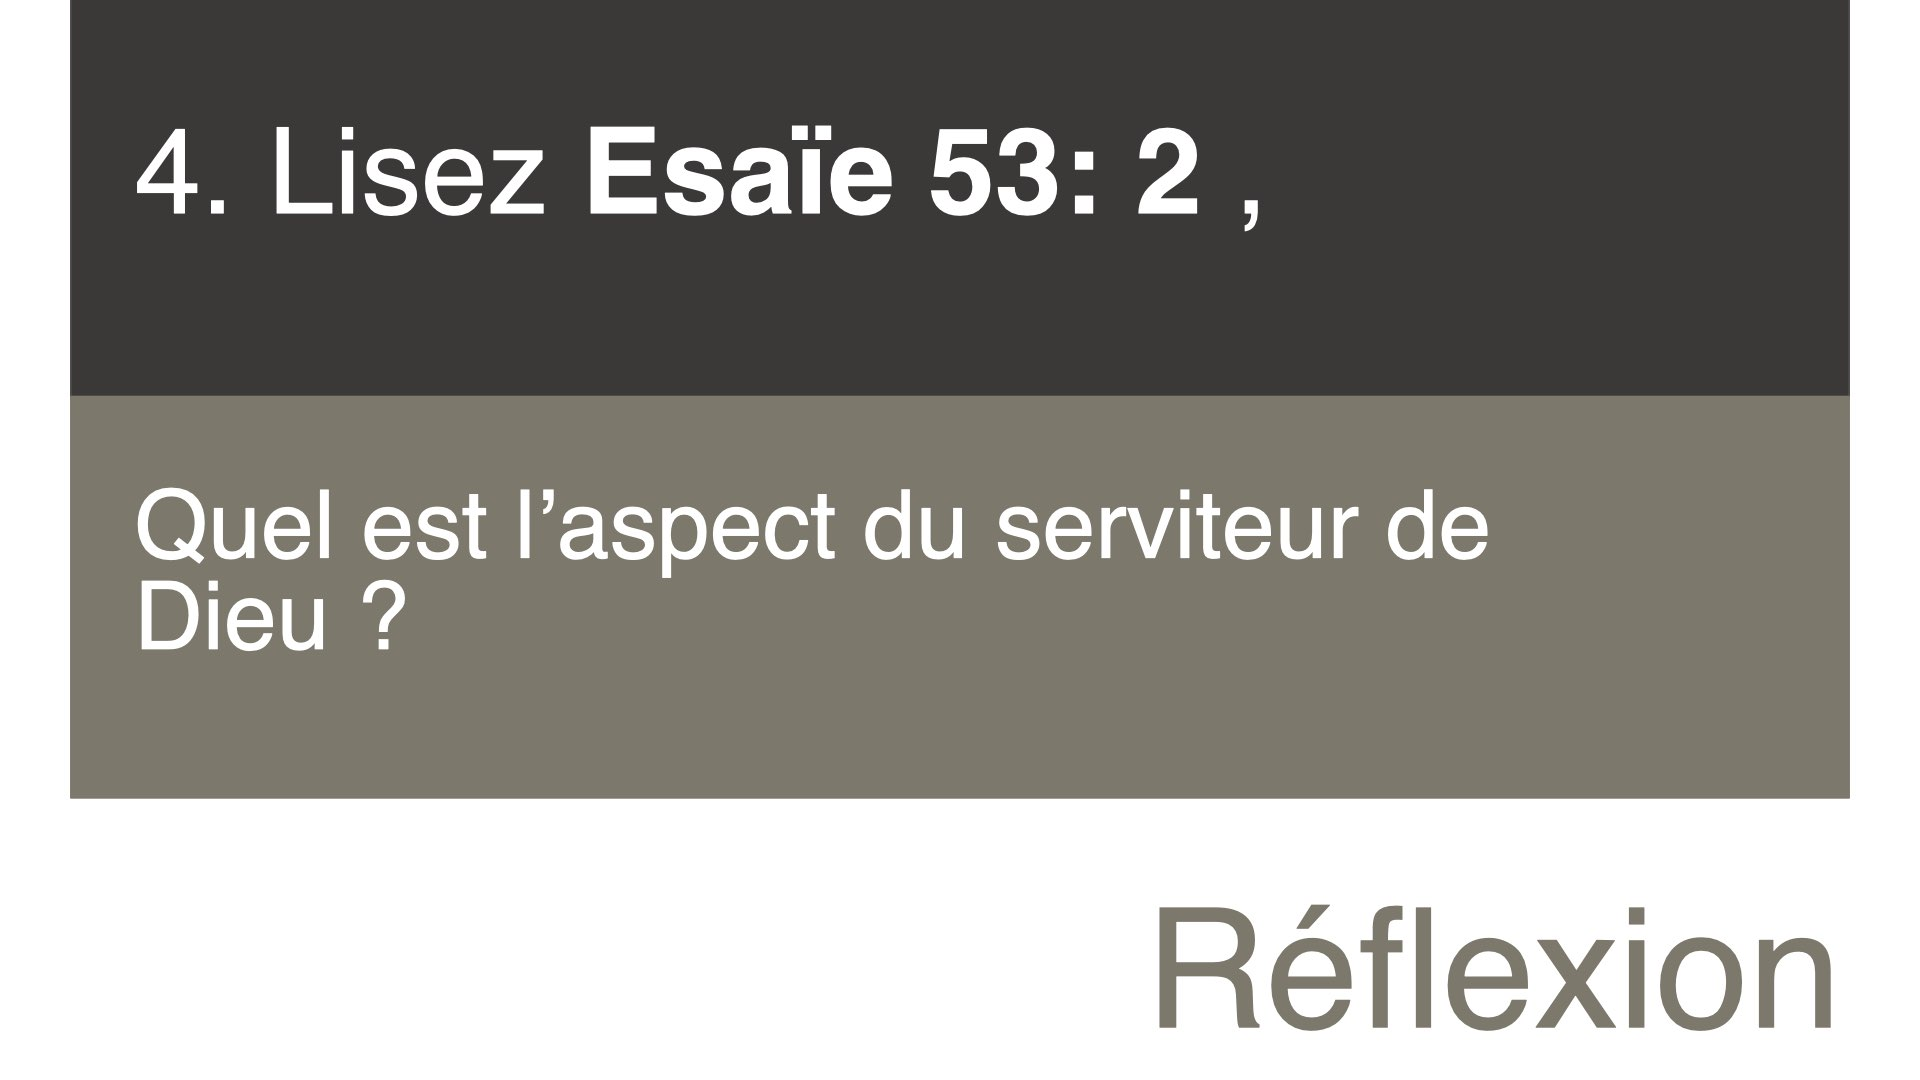 4. Lisez Esaïe 53: 2 ,
Quel est l’aspect du serviteur de
Dieu ?
Réflexion